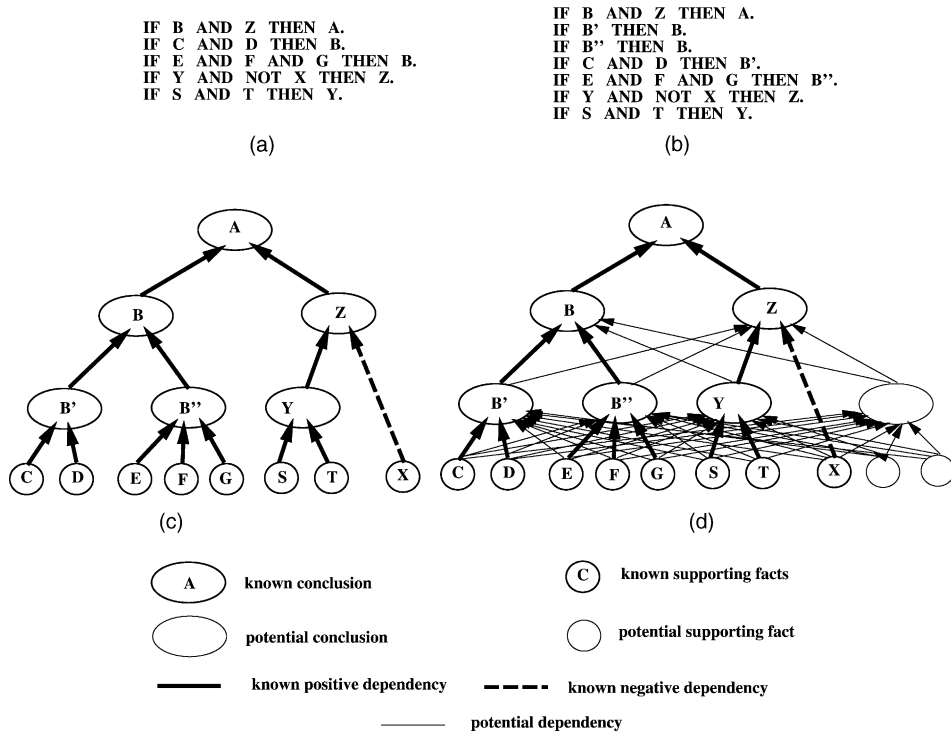 IF B AND Z THEN A.
IF C AND D THEN B.
IF E AND F AND G THEN B.
IF Y AND NOT X THEN Z.
IF S AND T THEN Y.
(a)
IF B AND Z THEN A.
IF B' THEN B.
IF B'' THEN B.
IF C AND D THEN B'.
IF E AND F AND G THEN B''.
IF Y AND NOT X THEN Z.
IF S AND T THEN Y.
(b)
A
B
Z
B'
B''
Y
C
D
E
F
G
S
T
X
(c)
A
B
Z
B'
B''
Y
C
D
E
F
G
S
T
X
(d)
A
known conclusion
C
known supporting facts
potential conclusion
potential supporting fact
known positive dependency
known negative dependency
potential dependency